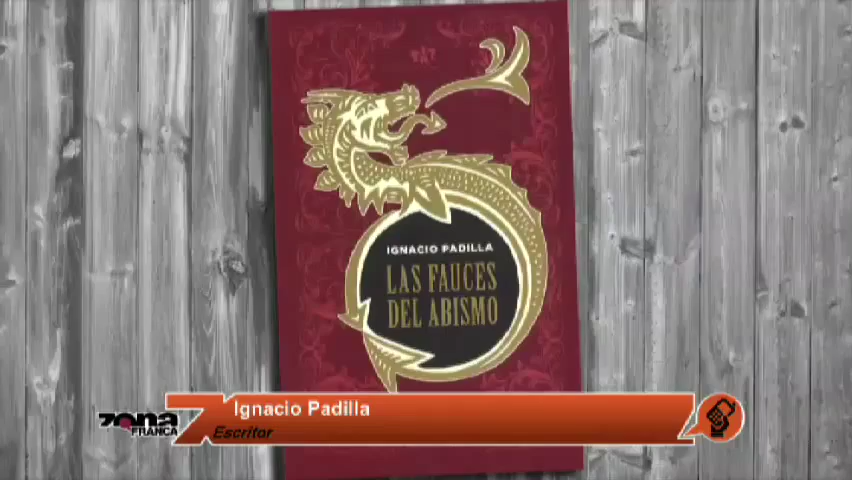 IGNACIO PADILLA
LAS FAUCES
DEL ABISMO
Ignacio Padilla
zona
FRANCA
Escritor